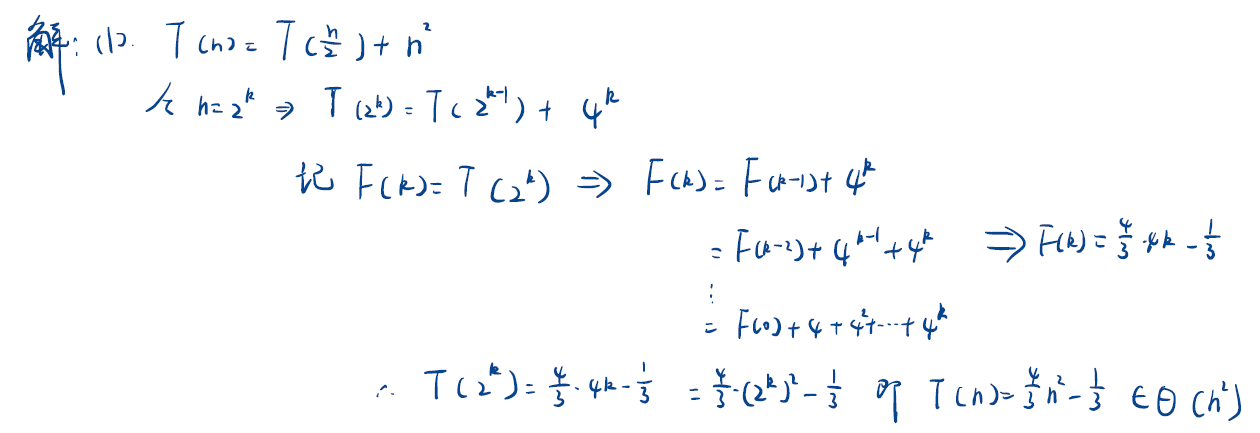 解: (1). T(n) = T(n/2) + n²
令 n=2^k ⇒ T(2^k) = T(2^{k-1}) + 4^k
记 F(k) = T(2^k) ⇒ F(k) = F(k-1) + 4^k
= F(k-2) + 4^{k-1} + 4^k ⇒ F(k) = 4/3 · 4k - 1/3
⋮
= F(0) + 4 + 4² + ··· + 4^k
∴ T(2^k) = 4/3 · 4k - 1/3 = 4/3 · (2^k)² - 1/3 即 T(n) = 4/3 n² - 1/3 ∈ Θ(n²)